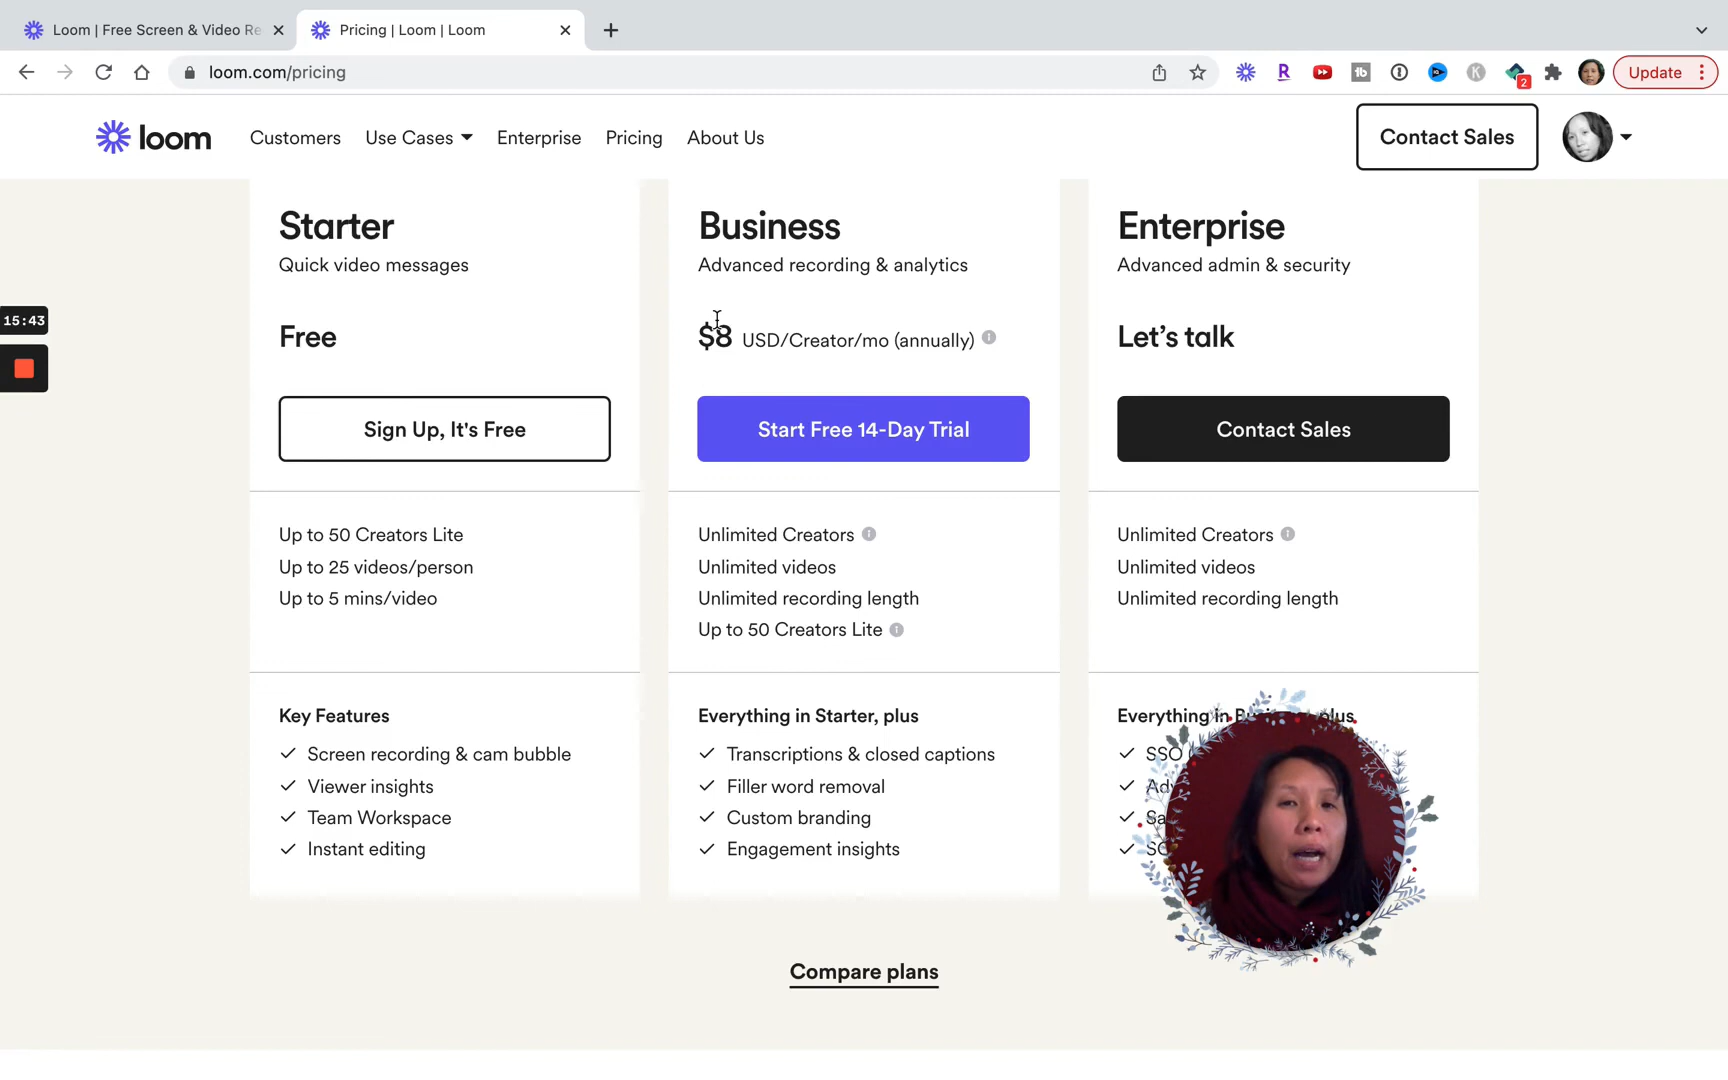 Loom | Free Screen & Video Re
Pricing | Loom | Loom
loom.com/pricing
2
Update
loom
Customers
Use Cases
Enterprise
Pricing
About Us
Contact Sales
Starter
Quick video messages
Free
Sign Up, It's Free
Up to 50 Creators Lite
Up to 25 videos/person
Up to 5 mins/video
Key Features
Screen recording & cam bubble
Viewer insights
Team Workspace
Instant editing
Business
Advanced recording & analytics
$8 USD/Creator/mo (annually)
Start Free 14-Day Trial
Unlimited Creators
Unlimited videos
Unlimited recording length
Up to 50 Creators Lite
Everything in Starter, plus
Transcriptions & closed captions
Filler word removal
Custom branding
Engagement insights
Enterprise
Advanced admin & security
Let's talk
Contact Sales
Unlimited Creators
Unlimited videos
Unlimited recording length
Everything in Business, plus
SSO
15:43
Compare plans